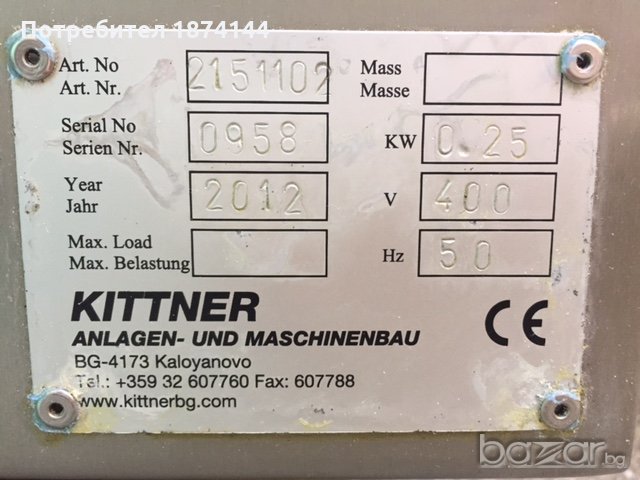 Потребител 1874144
Art. No
Art. Nr. 2151102
Mass
Masse
Serial No
Serien Nr. 0958
KW 0.25
Year
Jahr 2012
V 400
Max. Load
Max. Belastung
Hz 50
KITTNER
ANLAGEN- UND MASCHINENBAU
BG-4173 Kaloyanovo
Tel.: +359 32 607760 Fax: 607788
www.kittnerbg.com
CE
bazar.bg